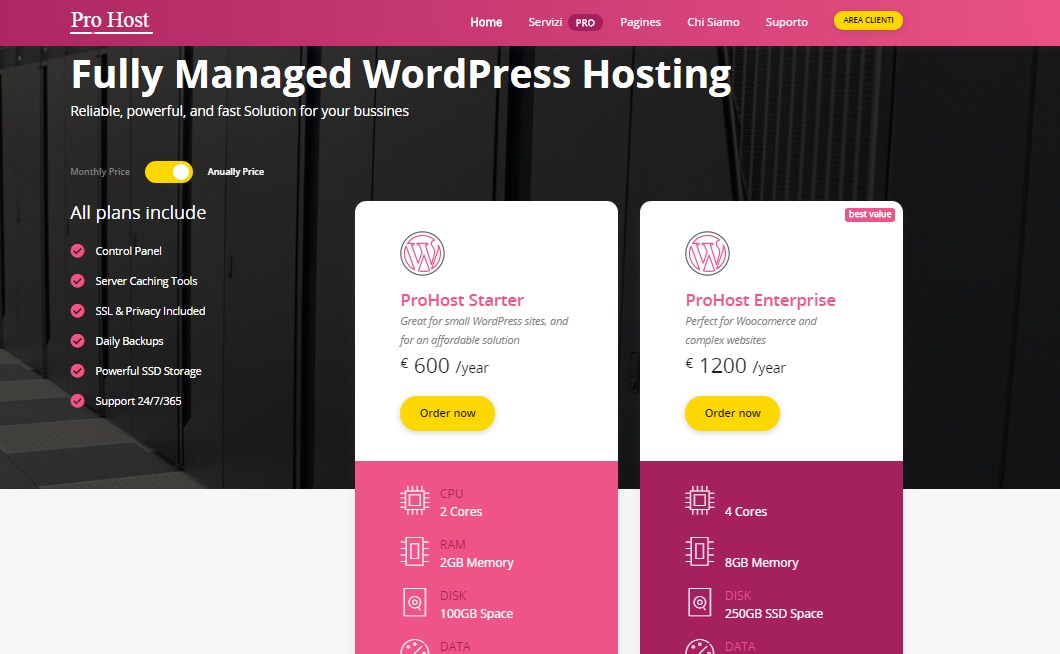 Pro Host
Home
Servizi PRO
Pagines
Chi Siamo
Suporto
AREA CLIENTI
Fully Managed WordPress Hosting
Reliable, powerful, and fast Solution for your bussines
Monthly Price
Anually Price
All plans include
Control Panel
Server Caching Tools
SSL & Privacy Included
Daily Backups
Powerful SSD Storage
Support 24/7/365
ProHost Starter
Great for small WordPress sites, and
for an affordable solution
€ 600 /year
Order now
CPU
2 Cores
RAM
2GB Memory
DISK
100GB Space
DATA
best value
ProHost Enterprise
Perfect for Woocomerce and
complex websites
€ 1200 /year
Order now
4 Cores
8GB Memory
DISK
250GB SSD Space
DATA